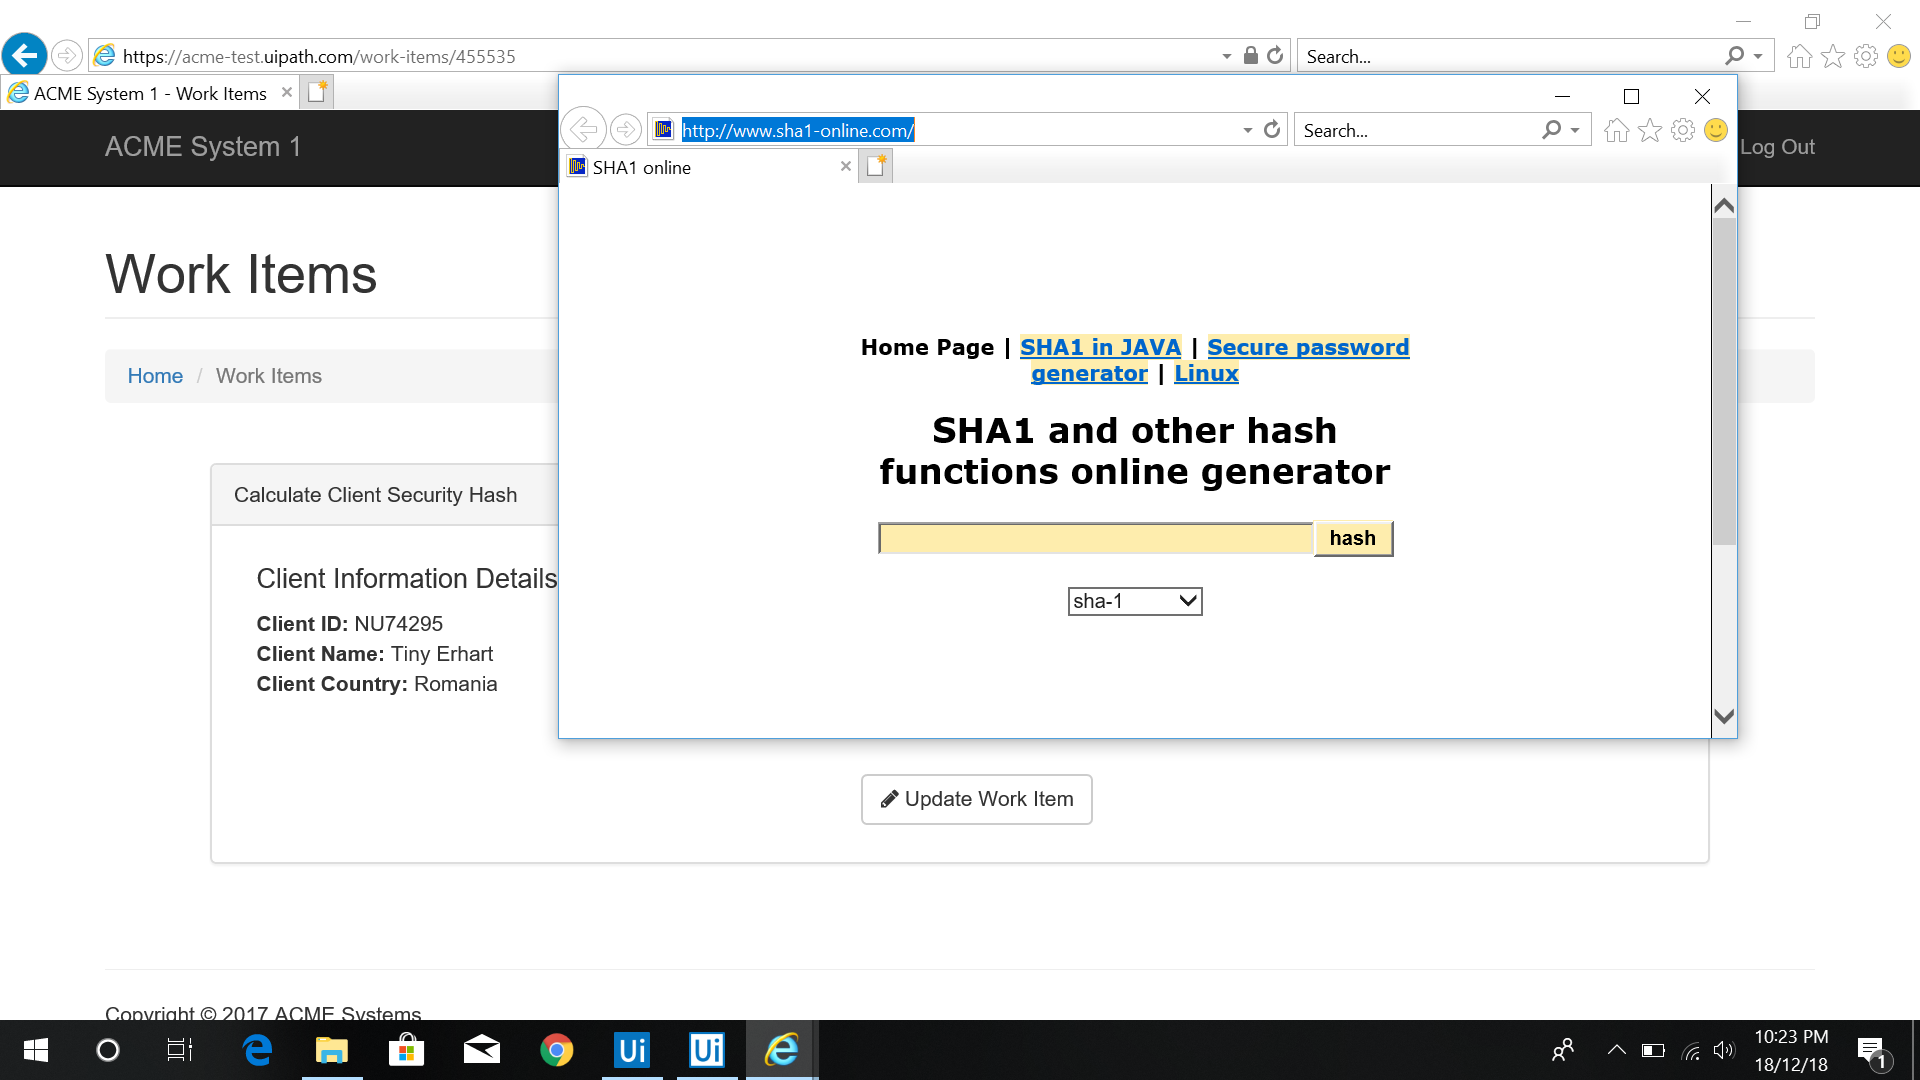 https://acme-test.uipath.com/work-items/455535
Search...
ACME System 1 - Work Items
ACME System 1
Log Out
Work Items
Home / Work Items
Calculate Client Security Hash
Client Information Details
Client ID: NU74295
Client Name: Tiny Erhart
Client Country: Romania
http://www.sha1-online.com/
Search...
SHA1 online
Home Page | SHA1 in JAVA | Secure password
generator | Linux
SHA1 and other hash
functions online generator
hash
sha-1
Update Work Item
Copyright © 2017 ACME Systems
Ui
Ui
10:23 PM
18/12/18
1